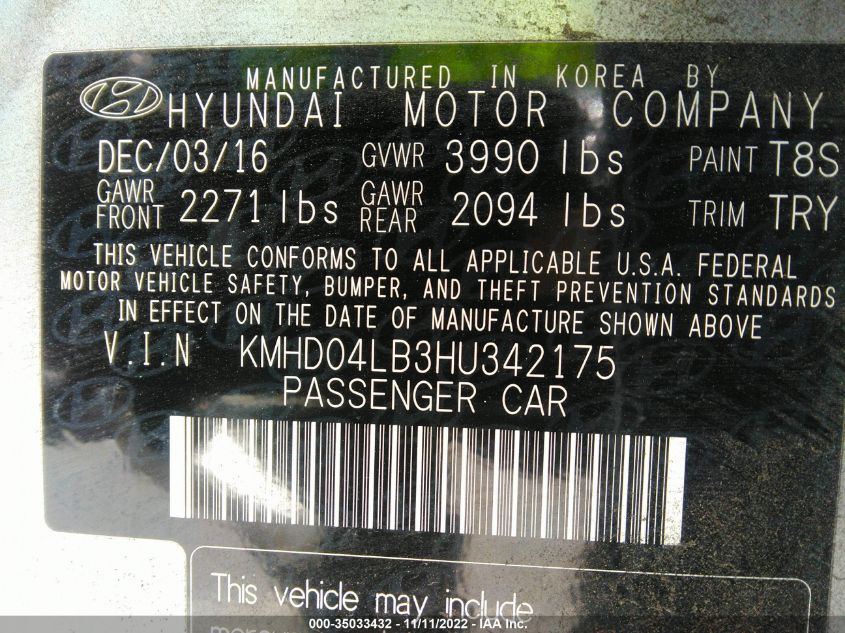 MANUFACTURED IN KOREA BY
HYUNDAI MOTOR COMPANY
DEC/03/16 GVWR 3990 lbs PAINT T8S
GAWR FRONT 2271 lbs GAWR REAR 2094 lbs TRIM TRY
THIS VEHICLE CONFORMS TO ALL APPLICABLE U.S.A. FEDERAL
MOTOR VEHICLE SAFETY, BUMPER, AND THEFT PREVENTION STANDARDS
IN EFFECT ON THE DATE OF MANUFACTURE SHOWN ABOVE
V.I.N KMHD04LB3HU342175
PASSENGER CAR
This vehicle may include
000-35033432 - 11/11/2022 - IAA Inc.